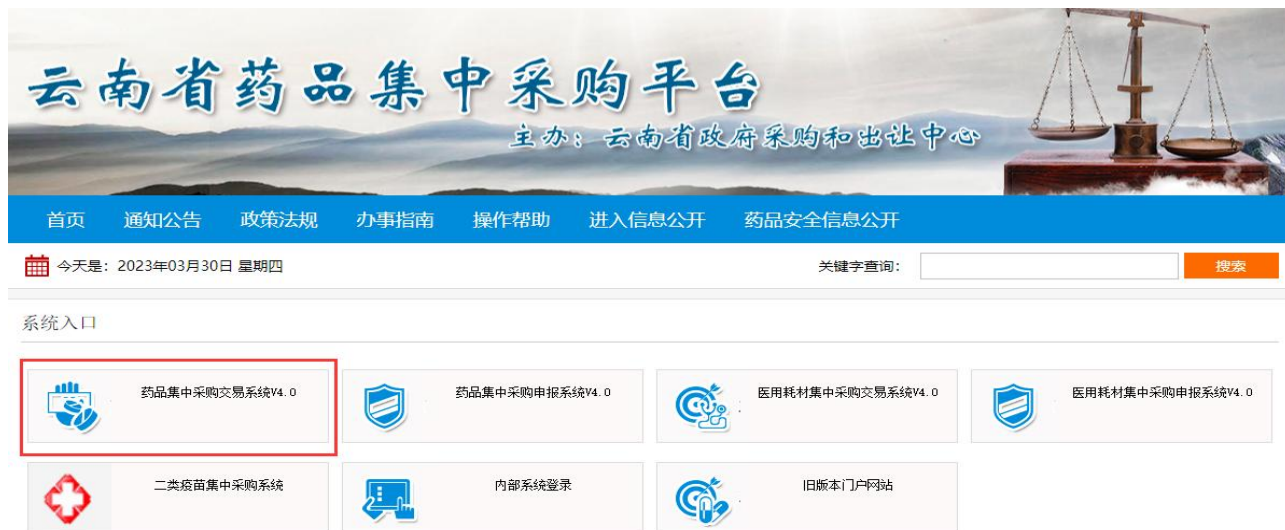 云南省药品集中采购平台
主办：云南省政府采购和出让中心
首页 通知公告 政策法规 办事指南 操作帮助 进入信息公开 药品安全信息公开
今天是：2023年03月30日 星期四 关键字查询： 搜索
系统入口
药品集中采购交易系统V4.0 药品集中采购申报系统V4.0 医用耗材集中采购交易系统V4.0 医用耗材集中采购申报系统V4.0
二类疫苗集中采购系统 内部系统登录 旧版本门户网站